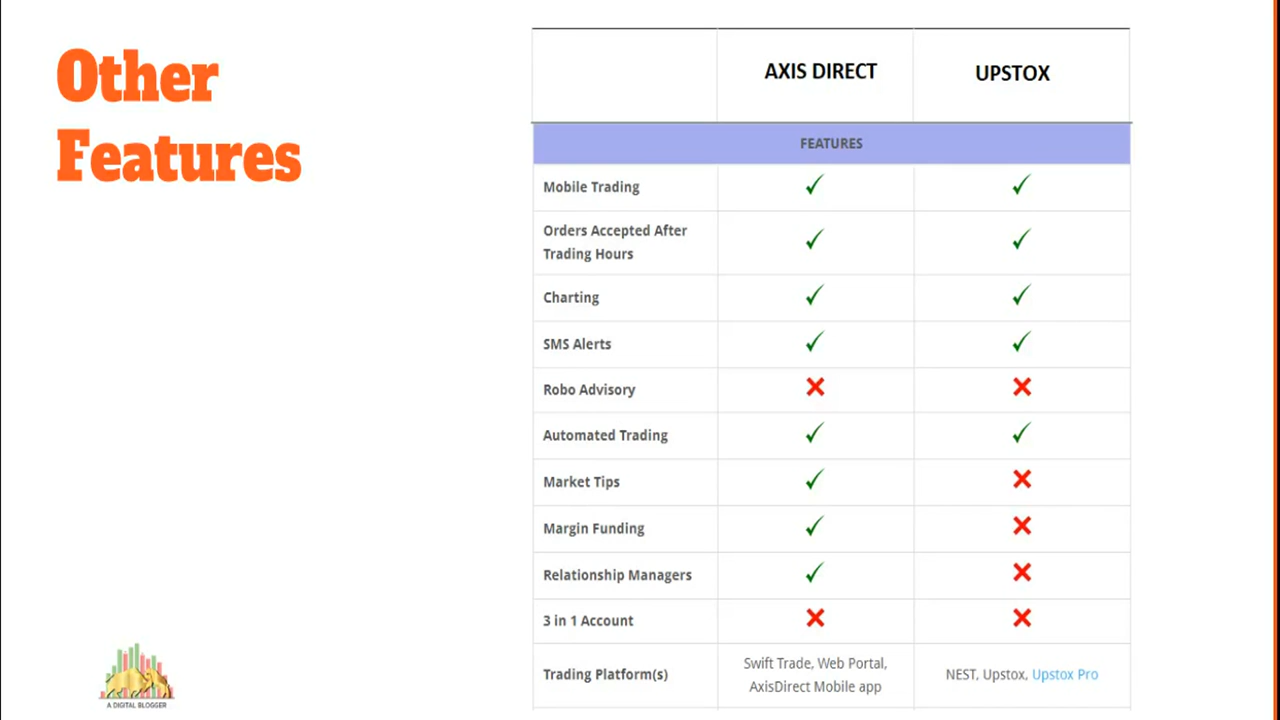 Other
Features
AXIS DIRECT UPSTOX
FEATURES
Mobile Trading ✓ ✓
Orders Accepted After
Trading Hours ✓ ✓
Charting ✓ ✓
SMS Alerts ✓ ✓
Robo Advisory ✗ ✗
Automated Trading ✓ ✓
Market Tips ✓ ✗
Margin Funding ✓ ✗
Relationship Managers ✓ ✗
3 in 1 Account ✗ ✗
Trading Platform(s)
Swift Trade, Web Portal,
AxisDirect Mobile app
NEST, Upstox, Upstox Pro
A DIGITAL BLOGGER